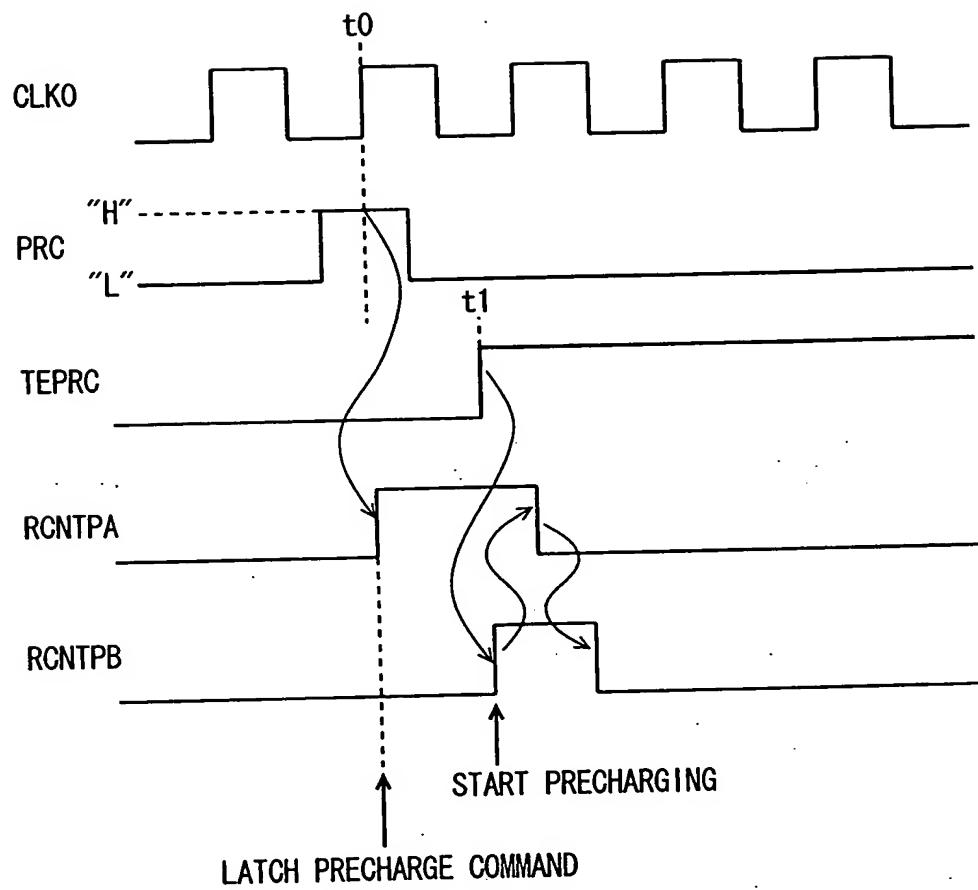 t0
CLK0
"H"
PRC
"L"
t1
TEPRC
RCNTPA
RCNTPB
START PRECHARGING
LATCH PRECHARGE COMMAND